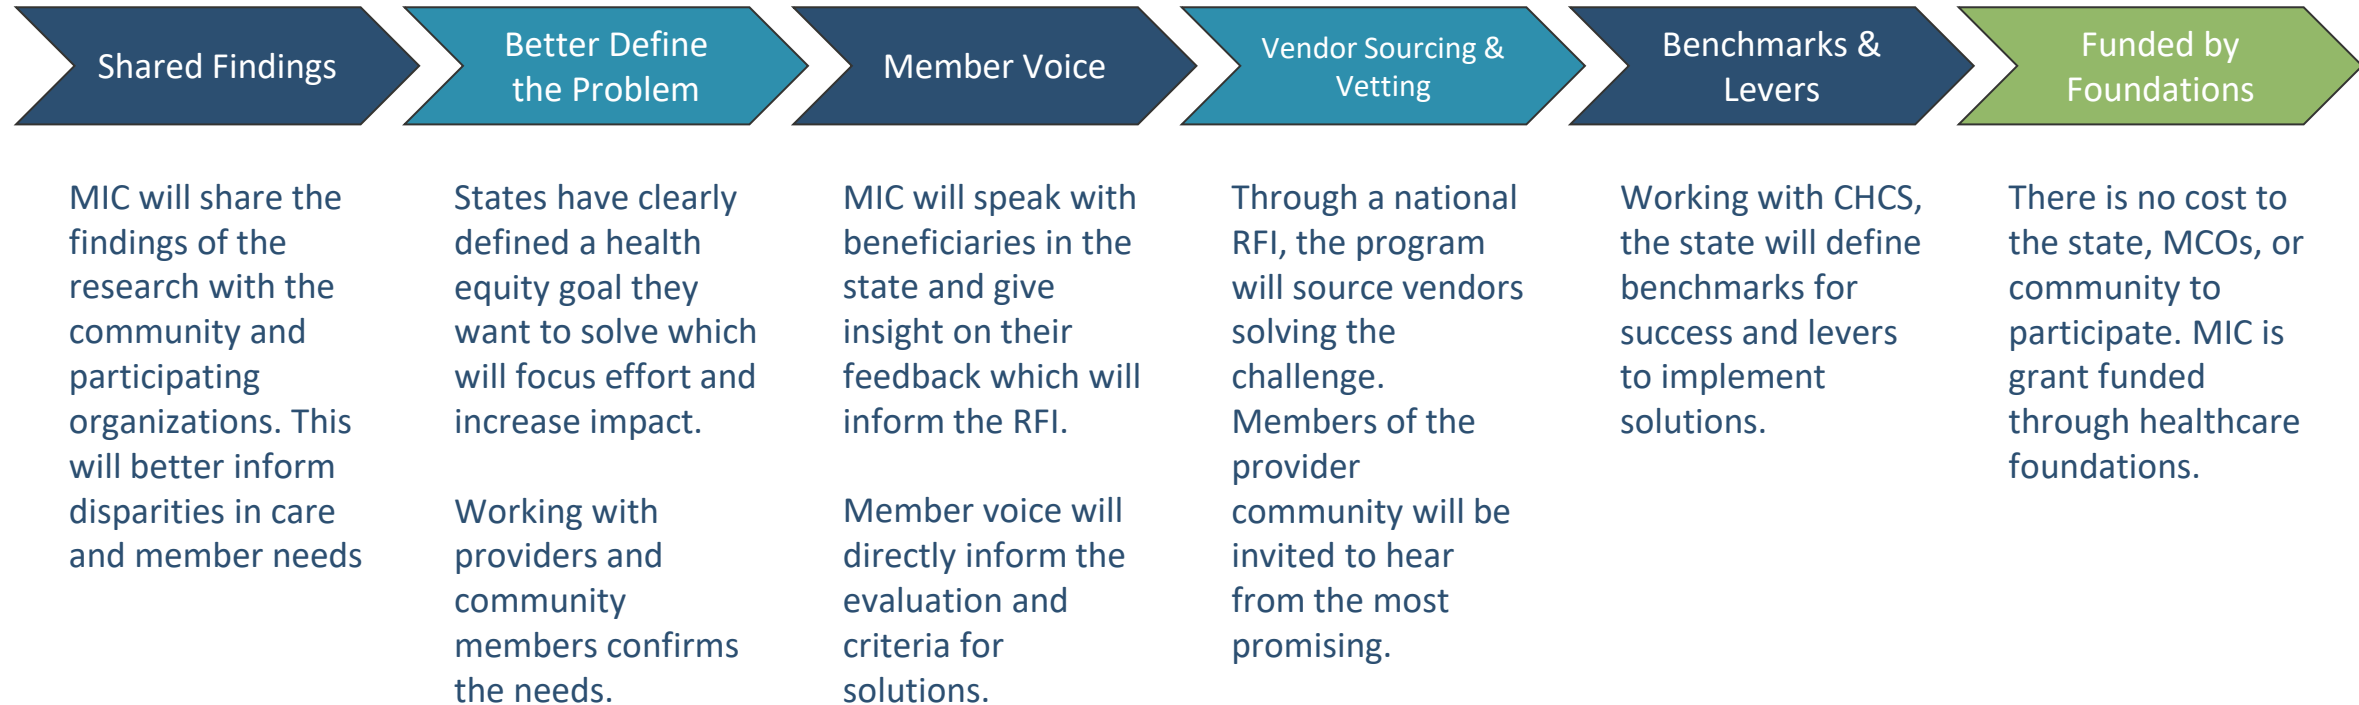 Shared Findings
Better Define
the Problem
Member Voice
Vendor Sourcing &
Vetting
Benchmarks &
Levers
Funded by
Foundations
MIC will share the
findings of the
research with the
community and
participating
organizations. This
will better inform
disparities in care
and member needs
States have clearly
defined a health
equity goal they
want to solve which
will focus effort and
increase impact.
Working with
providers and
community
members confirms
the needs.
MIC will speak with
beneficiaries in the
state and give
insight on their
feedback which will
inform the RFI.
Member voice will
directly inform the
evaluation and
criteria for
solutions.
Through a national
RFI, the program
will source vendors
solving the
challenge.
Members of the
provider
community will be
invited to hear
from the most
promising.
Working with CHCS,
the state will define
benchmarks for
success and levers
to implement
solutions.
There is no cost to
the state, MCOs, or
community to
participate. MIC is
grant funded
through healthcare
foundations.